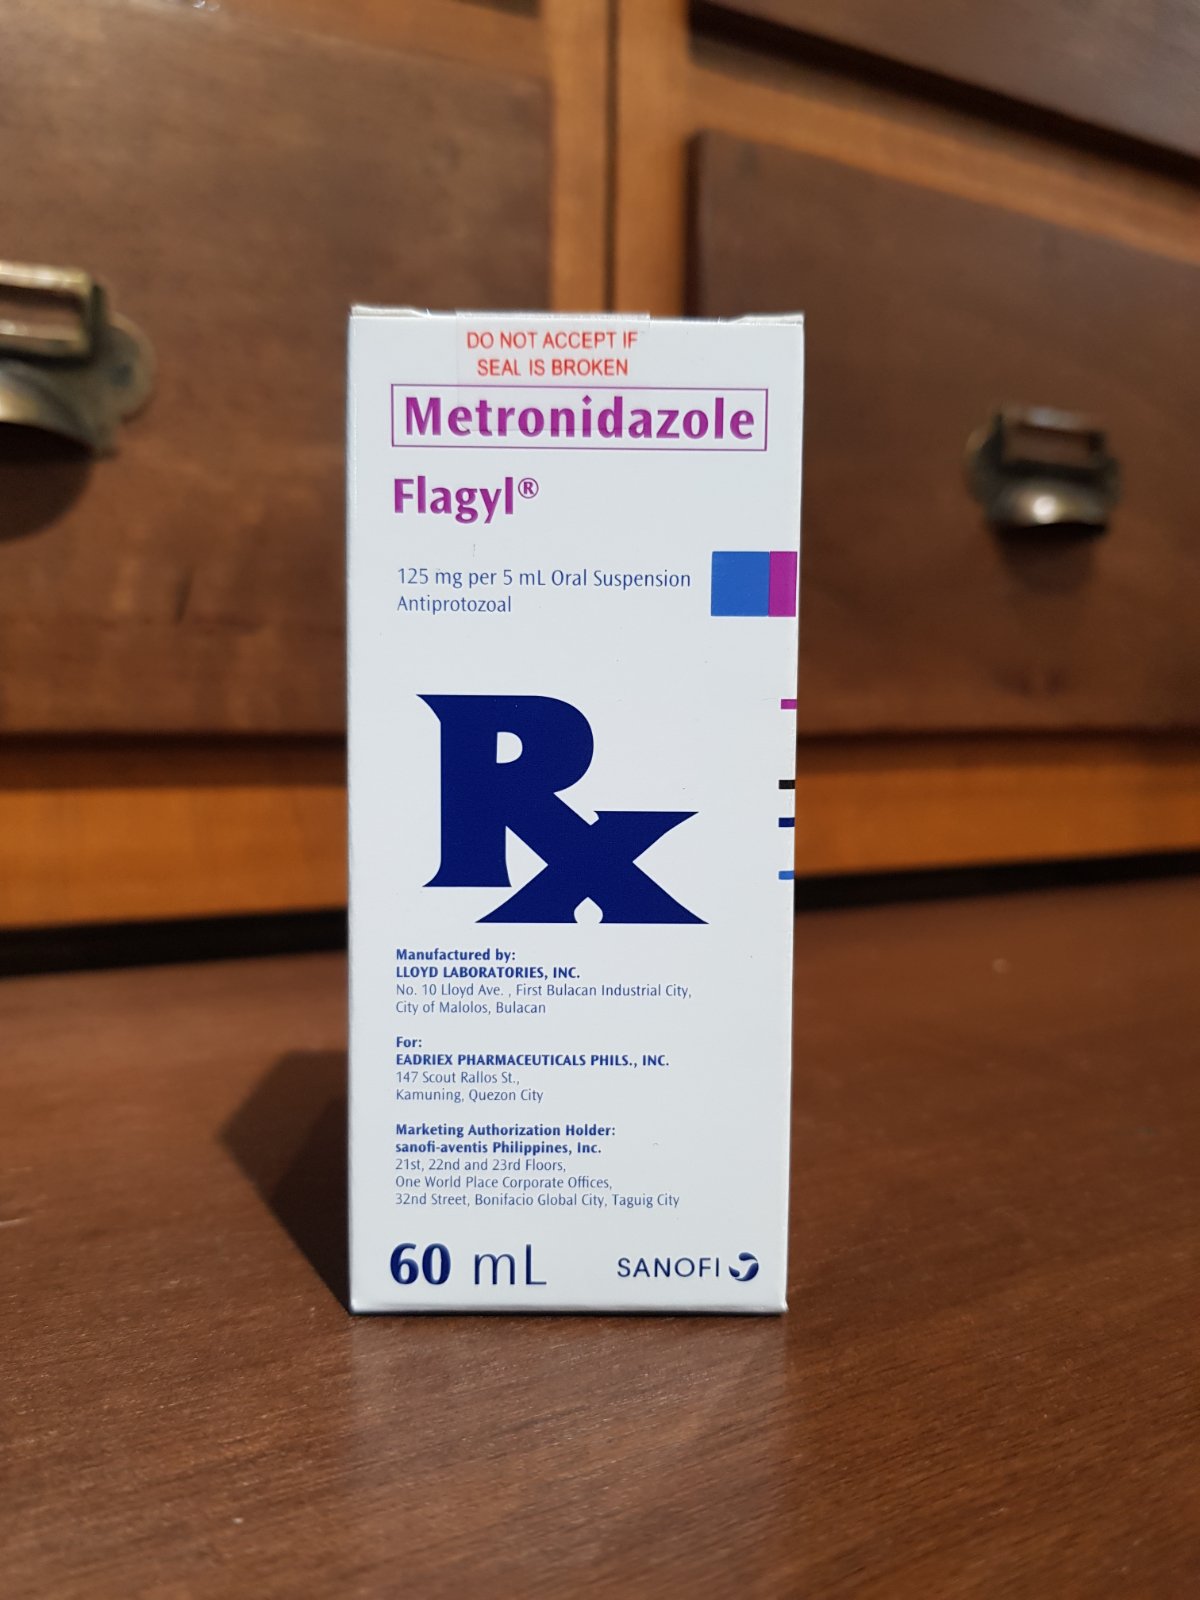 DO NOT ACCEPT IF
SEAL IS BROKEN
Metronidazole
Flagyl®
125 mg per 5 mL Oral Suspension
Antiprotozoal
Rx
Manufactured by:
LLOYD LABORATORIES, INC.
No. 10 Lloyd Ave. , First Bulacan Industrial City,
City of Malolos, Bulacan
For:
EADRIEX PHARMACEUTICALS PHILS., INC.
147 Scout Rallos St.,
Kamuning, Quezon City
Marketing Authorization Holder:
sanofi-aventis Philippines, Inc.
21st, 22nd and 23rd Floors,
One World Place Corporate Offices,
32nd Street, Bonifacio Global City, Taguig City
60 mL
SANOFI